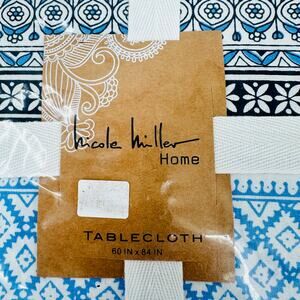 nicole miller
Home
TABLECLOTH
60 IN x 84 IN